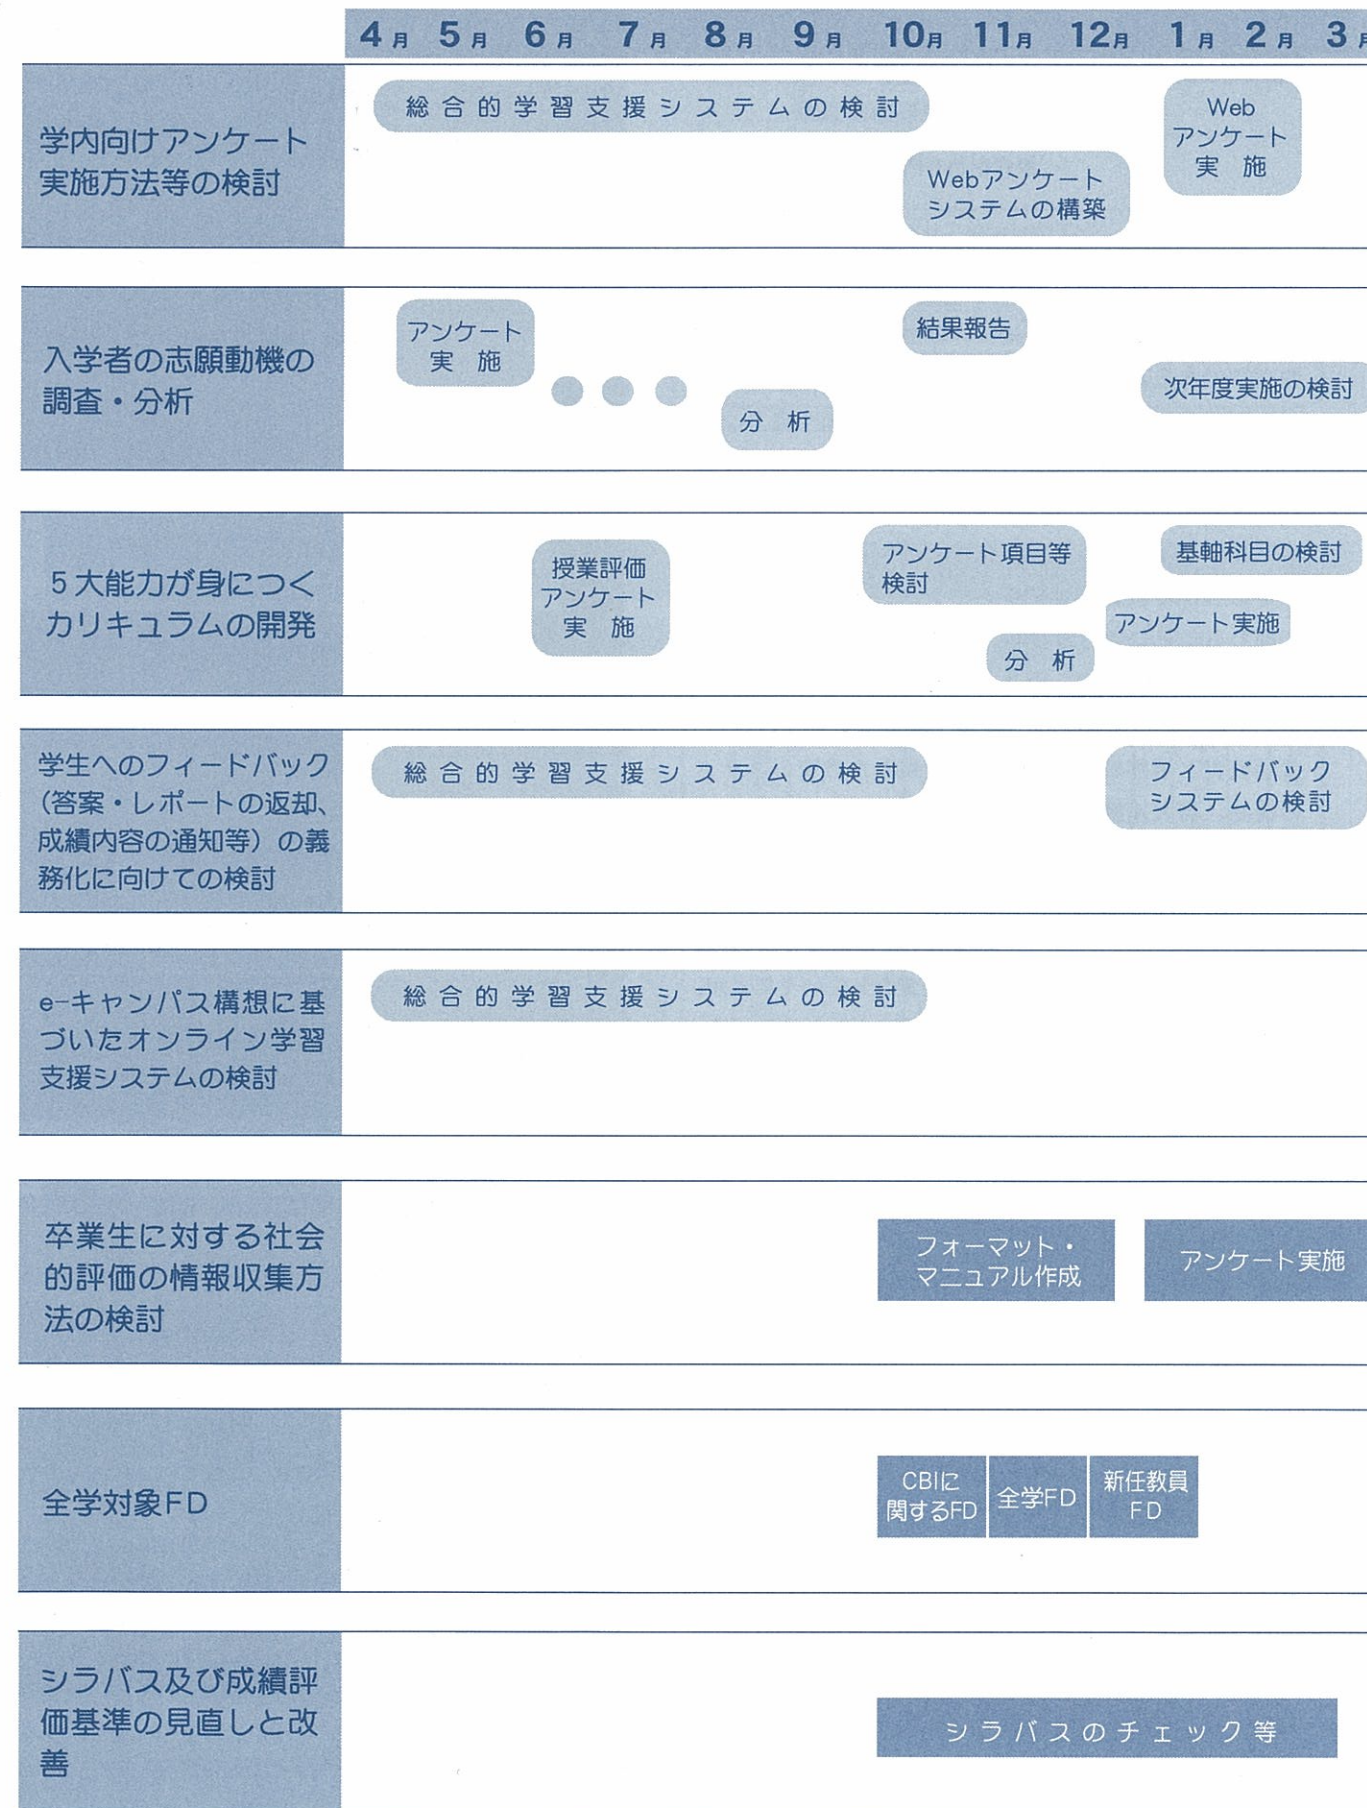 4月 5月 6月 7月 8月 9月 10月 11月 12月 1月 2月 3月
学内向けアンケート
実施方法等の検討
総合的学習支援システムの検討
Webアンケート
システムの構築
Web
アンケート
実　施
入学者の志願動機の
調査・分析
アンケート
実　施
分　析
結果報告
次年度実施の検討
5大能力が身につく
カリキュラムの開発
授業評価
アンケート
実　施
アンケート項目等
検討
分　析
基軸科目の検討
アンケート実施
学生へのフィードバック
（答案・レポートの返却、
成績内容の通知等）の義
務化に向けての検討
総合的学習支援システムの検討
フィードバック
システムの検討
e-キャンパス構想に基
づいたオンライン学習
支援システムの検討
総合的学習支援システムの検討
卒業生に対する社会
的評価の情報収集方
法の検討
フォーマット・
マニュアル作成
アンケート実施
全学対象FD
CBIに
関するFD
全学FD
新任教員
FD
シラバス及び成績評
価基準の見直しと改
善
シラバスのチェック等